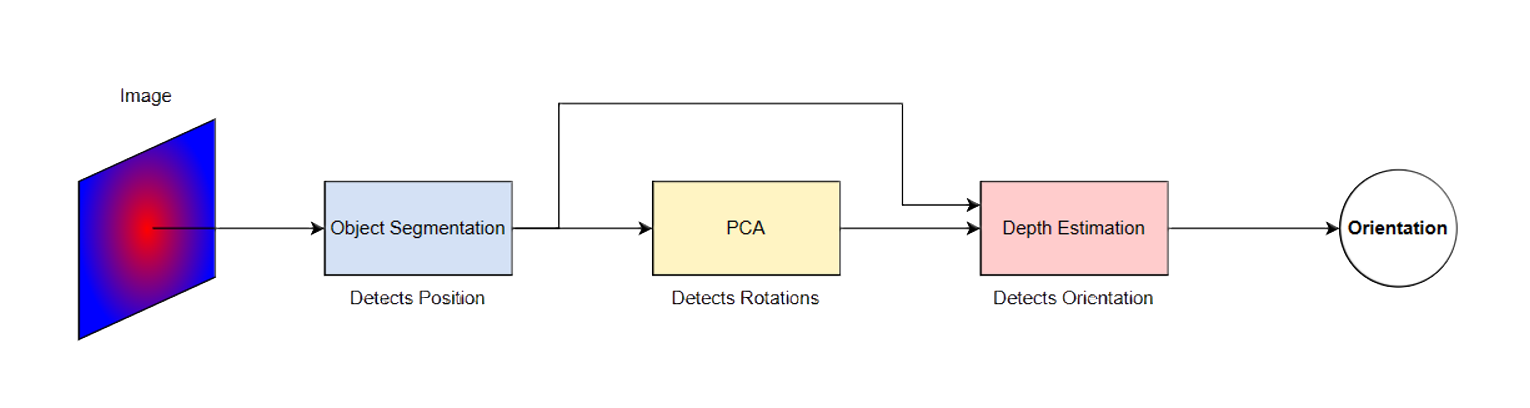 Image
Object Segmentation
PCA
Depth Estimation
Orientation
Detects Position
Detects Rotations
Detects Orientation